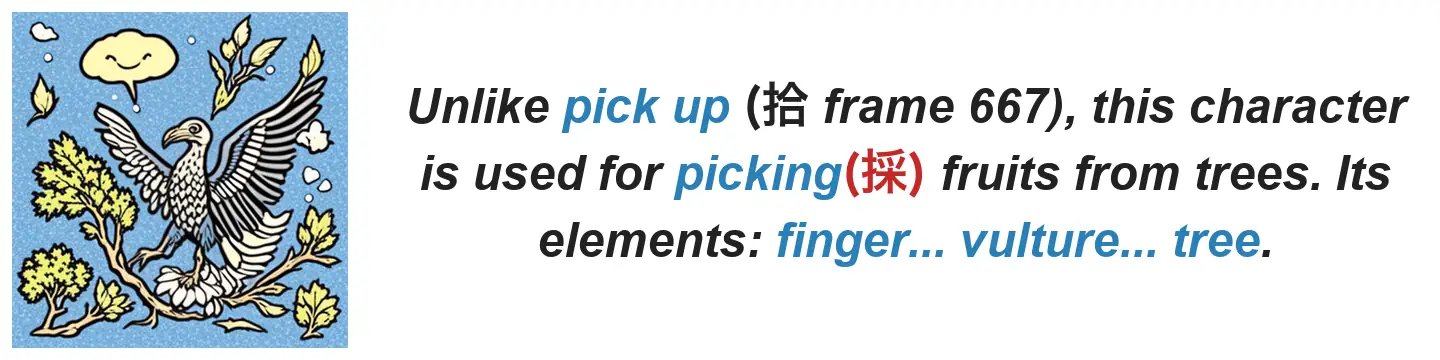 Unlike pick up (拾 frame 667), this character
is used for picking(採) fruits from trees. Its
elements: finger... vulture... tree.